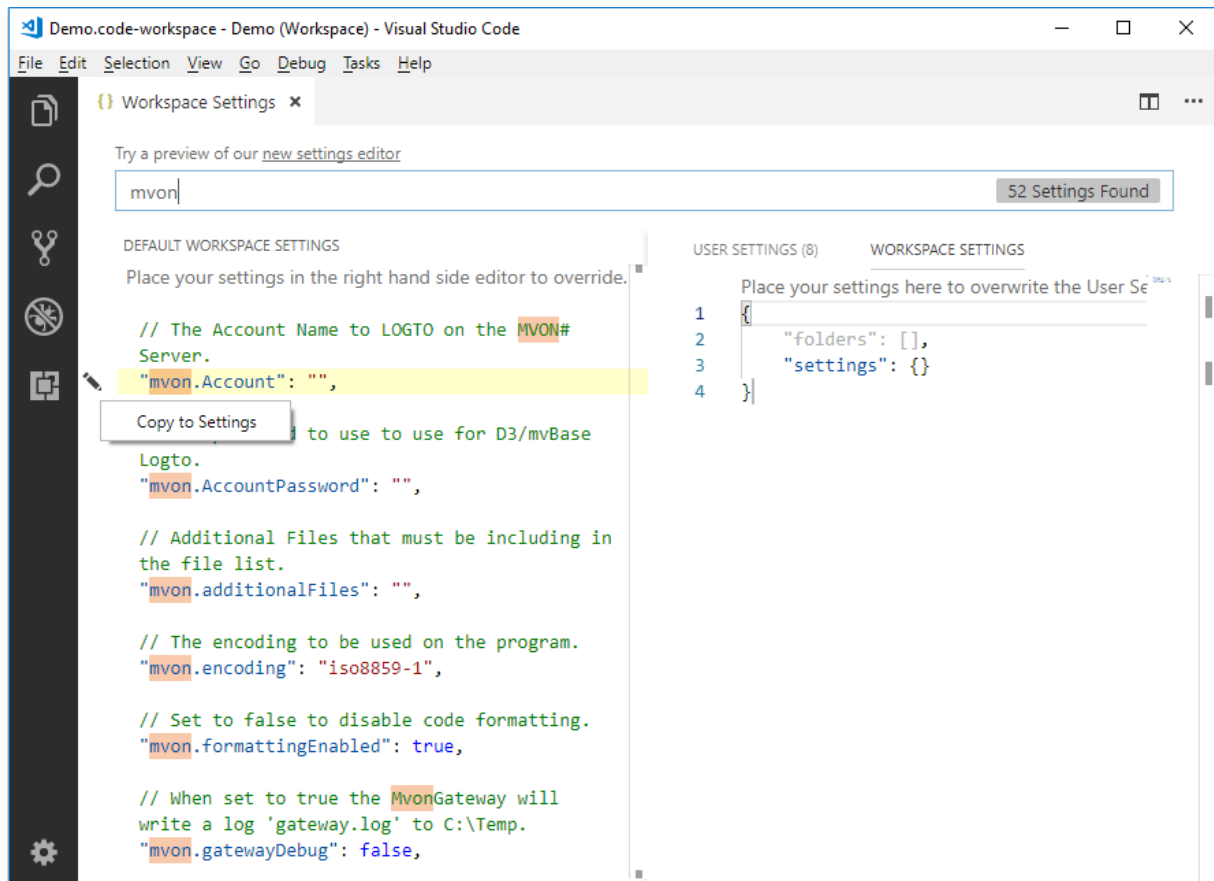 Demo.code-workspace - Demo (Workspace) - Visual Studio Code
File Edit Selection View Go Debug Tasks Help
{} Workspace Settings
Try a preview of our new settings editor
mvon
52 Settings Found
DEFAULT WORKSPACE SETTINGS
Place your settings in the right hand side editor to override.
// The Account Name to LOGTO on the MVON#
Server.
"mvon.Account": "",
Copy to Settings
to use to use for D3/mvBase
Logto.
"mvon.AccountPassword": "",
// Additional Files that must be including in
the file list.
"mvon.additionalFiles": "",
// The encoding to be used on the program.
"mvon.encoding": "iso8859-1",
// Set to false to disable code formatting.
"mvon.formattingEnabled": true,
// When set to true the MvonGateway will
write a log 'gateway.log' to C:\Temp.
"mvon.gatewayDebug": false,
USER SETTINGS (8) WORKSPACE SETTINGS
Place your settings here to overwrite the User Se
1 {
2 "folders": [],
3 "settings": {}
4 }